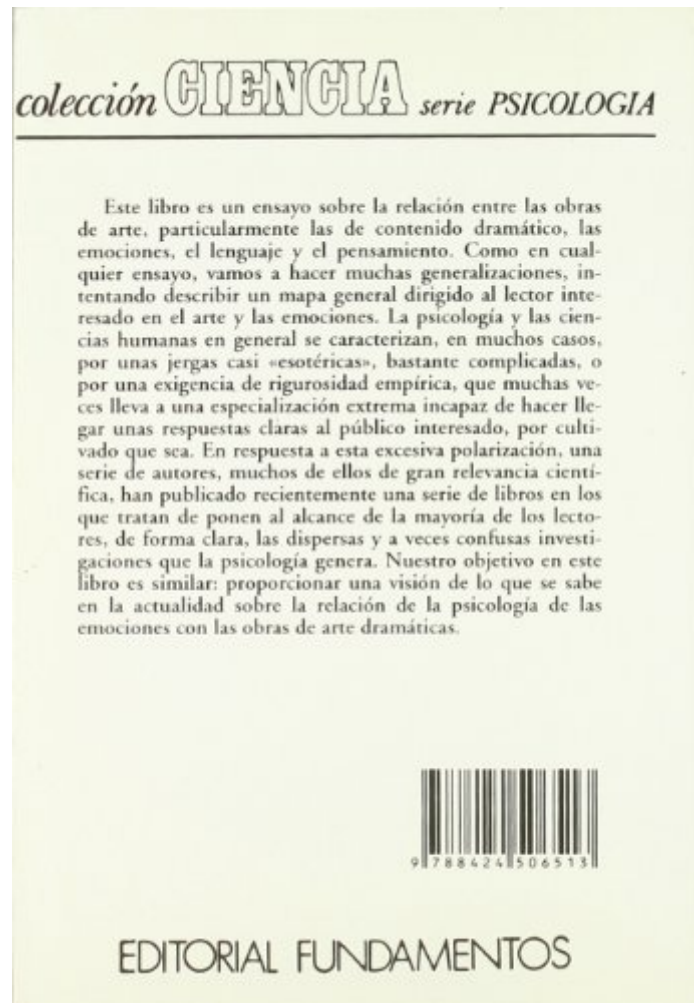 colección CIENCIA serie PSICOLOGIA
Este libro es un ensayo sobre la relación entre las obras
de arte, particularmente las de contenido dramático, las
emociones, el lenguaje y el pensamiento. Como en cual-
quier ensayo, vamos a hacer muchas generalizaciones, in-
tentando describir un mapa general dirigido al lector inte-
resado en el arte y las emociones. La psicología y las cien-
cias humanas en general se caracterizan, en muchos casos,
por unas jergas casi «esotéricas», bastante complicadas, o
por una exigencia de rigurosidad empírica, que muchas ve-
ces lleva a una especialización extrema incapaz de hacer lle-
gar unas respuestas claras al público interesado, por culti-
vado que sea. En respuesta a esta excesiva polarización, una
serie de autores, muchos de ellos de gran relevancia cientí-
fica, han publicado recientemente una serie de libros en los
que tratan de ponen al alcance de la mayoría de los lecto-
res, de forma clara, las dispersas y a veces confusas investi-
gaciones que la psicología genera. Nuestro objetivo en este
libro es similar: proporcionar una visión de lo que se sabe
en la actualidad sobre la relación de la psicología de las
emociones con las obras de arte dramáticas.
9 788424 506513
EDITORIAL FUNDAMENTOS